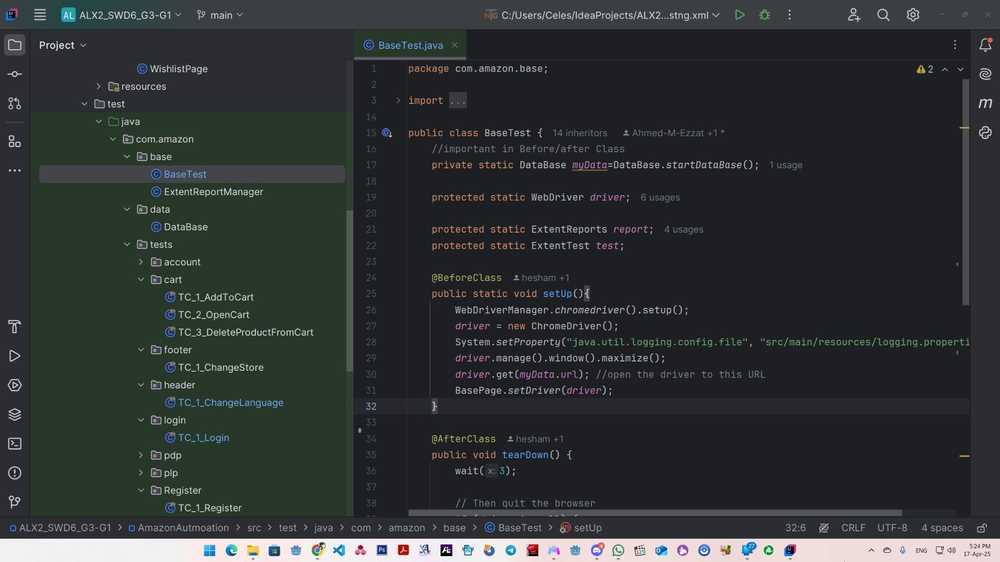 AL ALX2_SWD6_G3-G1 main C:/Users/Celes/IdeaProjects/ALX2...stng.xml
Project
BaseTest.java
WishlistPage
resources
test
java
com.amazon
base
BaseTest
ExtentReportManager
data
DataBase
tests
account
cart
TC_1_AddToCart
TC_2_OpenCart
TC_3_DeleteProductFromCart
footer
TC_1_ChangeStore
header
TC_1_ChangeLanguage
login
TC_1_Login
pdp
plp
Register
TC_1_Register
2
1 package com.amazon.base;
2
3 import ...
14
15 public class BaseTest { 14 inheritors Ahmed-M-Ezzat +1 *
16 //important in Before/after Class
17 private static DataBase myData=DataBase.startDataBase(); 1 usage
18
19 protected static WebDriver driver; 6 usages
20
21 protected static ExtentReports report; 4 usages
22 protected static ExtentTest test;
23
24 @BeforeClass hesham +1
25 public static void setUp(){
26 WebDriverManager.chromedriver().setup();
27 driver = new ChromeDriver();
28 System.setProperty("java.util.logging.config.file", "src/main/resources/logging.properti
29 driver.manage().window().maximize();
30 driver.get(myData.url); //open the driver to this URL
31 BasePage.setDriver(driver);
32 }
33
34 @AfterClass hesham +1
35 public void tearDown() {
36 wait( x: 3);
37
38 // Then quit the browser
ALX2_SWD6_G3-G1 > AmazonAutmoation > src > test > java > com > amazon > base > BaseTest > setUp
32:6 CRLF UTF-8 4 spaces
ENG
5:24 PM
17-Apr-25